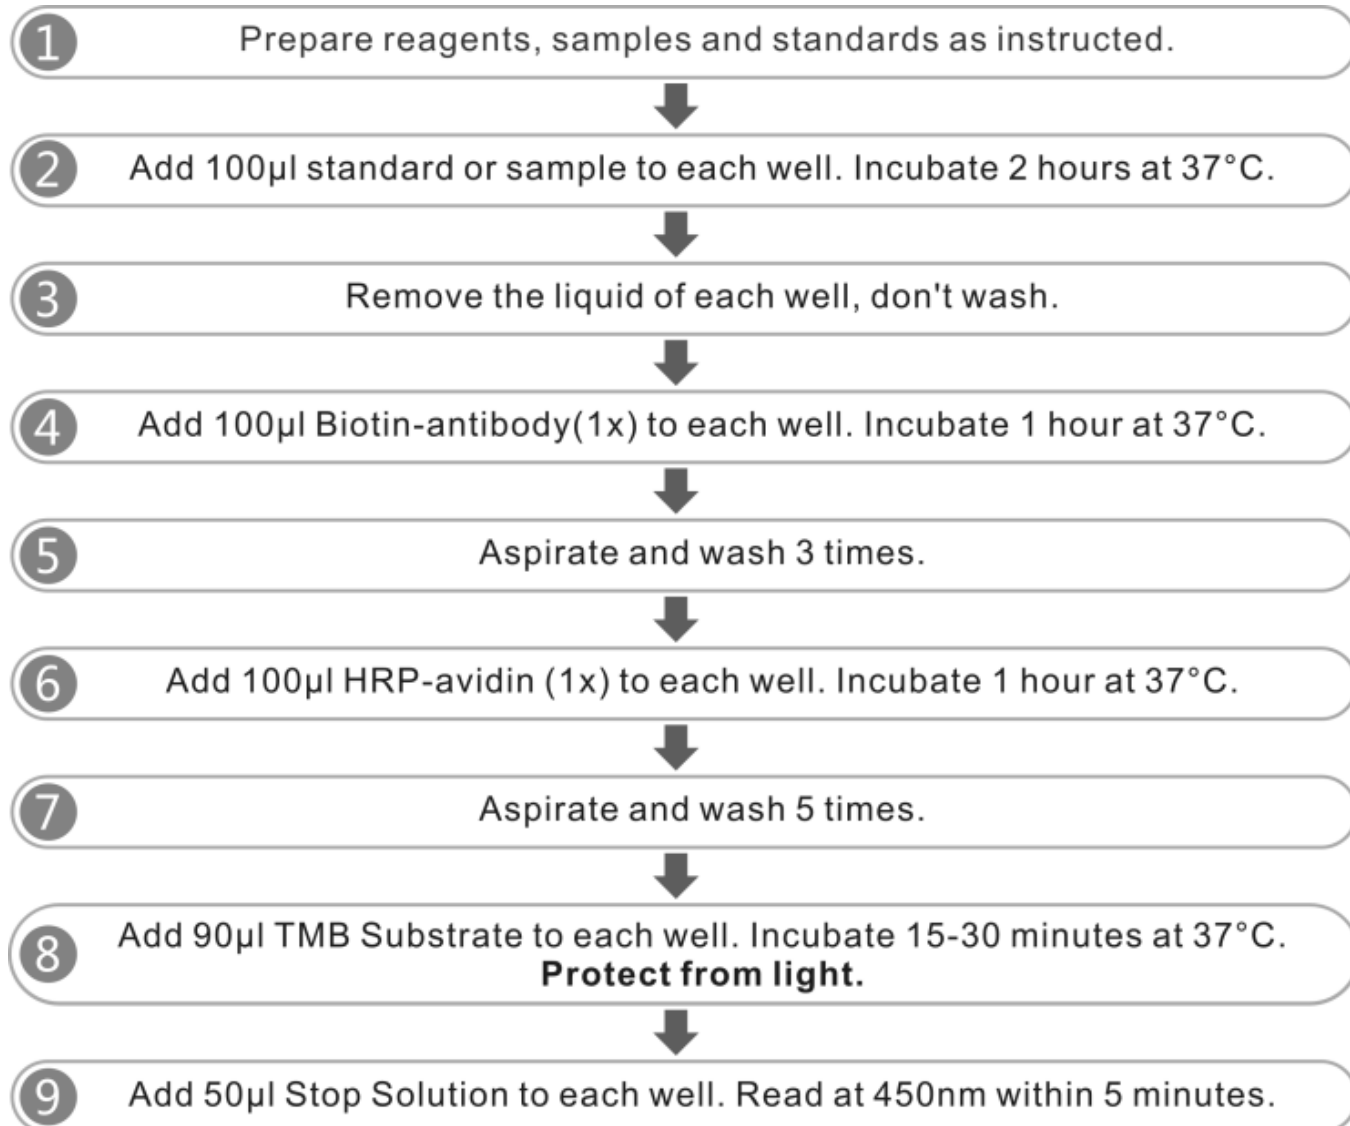 1 Prepare reagents, samples and standards as instructed.
2 Add 100µl standard or sample to each well. Incubate 2 hours at 37°C.
3 Remove the liquid of each well, don't wash.
4 Add 100µl Biotin-antibody(1x) to each well. Incubate 1 hour at 37°C.
5 Aspirate and wash 3 times.
6 Add 100µl HRP-avidin (1x) to each well. Incubate 1 hour at 37°C.
7 Aspirate and wash 5 times.
8 Add 90µl TMB Substrate to each well. Incubate 15-30 minutes at 37°C.
Protect from light.
9 Add 50µl Stop Solution to each well. Read at 450nm within 5 minutes.